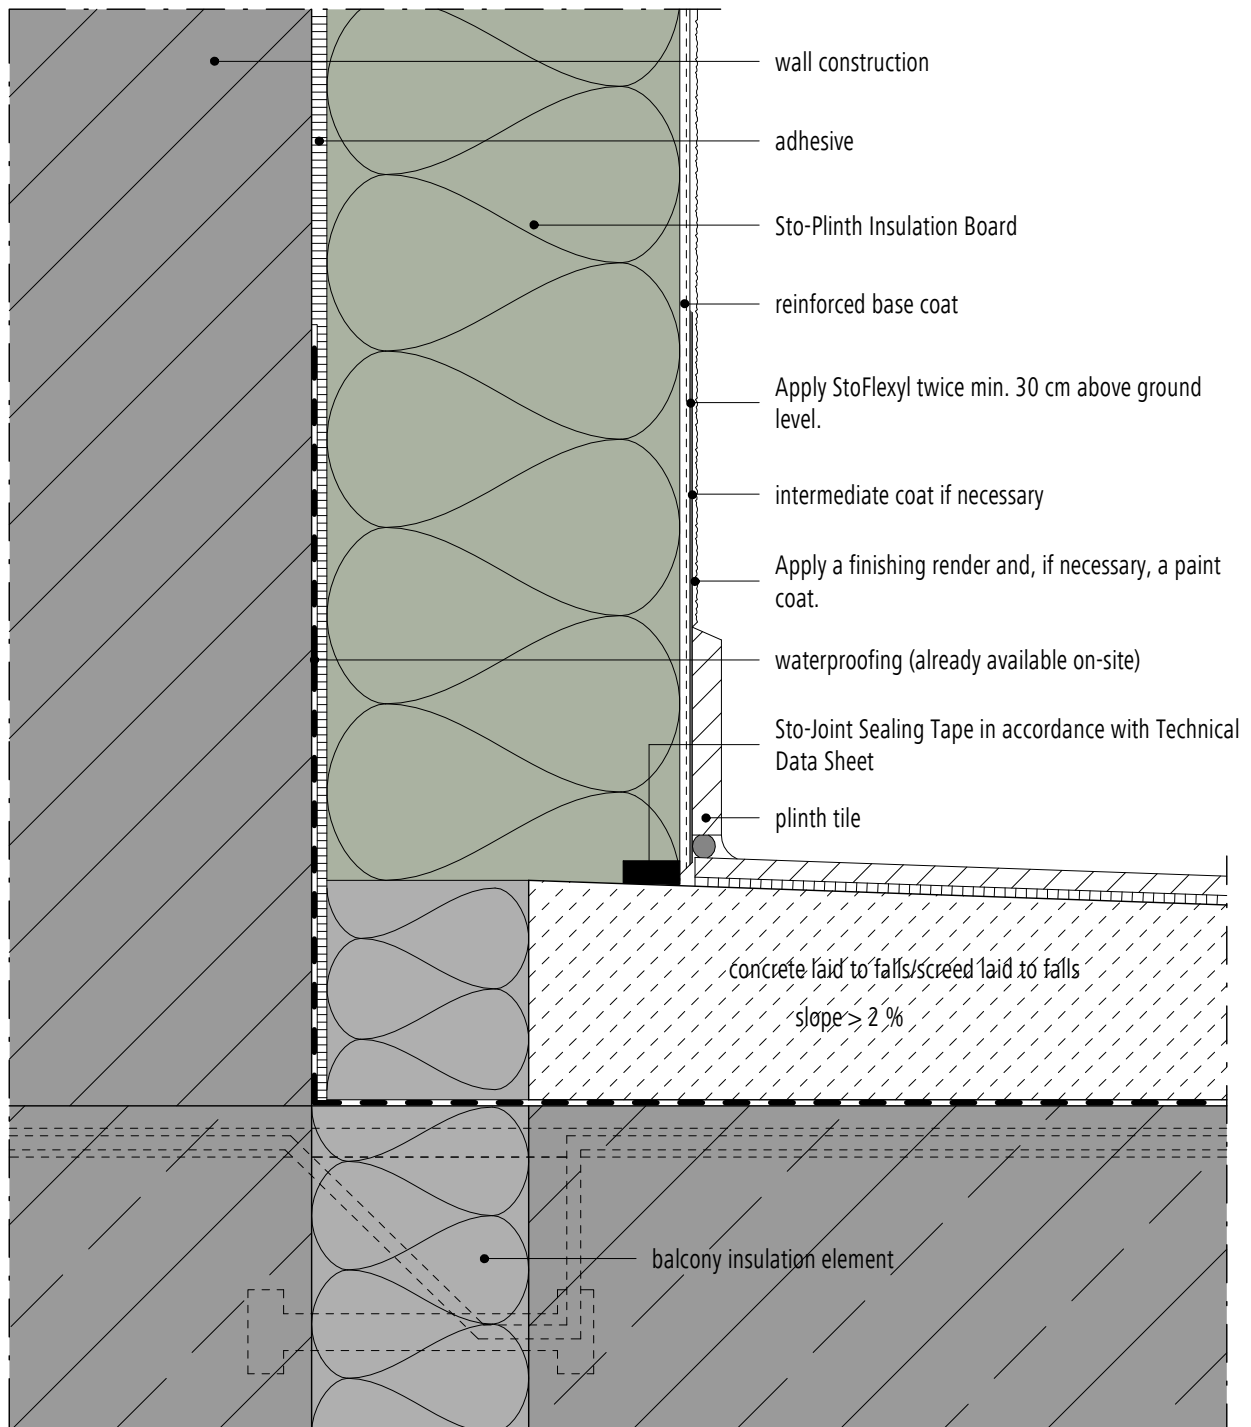 wall construction
adhesive
Sto-Plinth Insulation Board
reinforced base coat
Apply StoFlexyl twice min. 30 cm above ground
level.
intermediate coat if necessary
Apply a finishing render and, if necessary, a paint
coat.
waterproofing (already available on-site)
Sto-Joint Sealing Tape in accordance with Technical
Data Sheet
plinth tile
concrete laid to falls/screed laid to falls
slope > 2 %
balcony insulation element